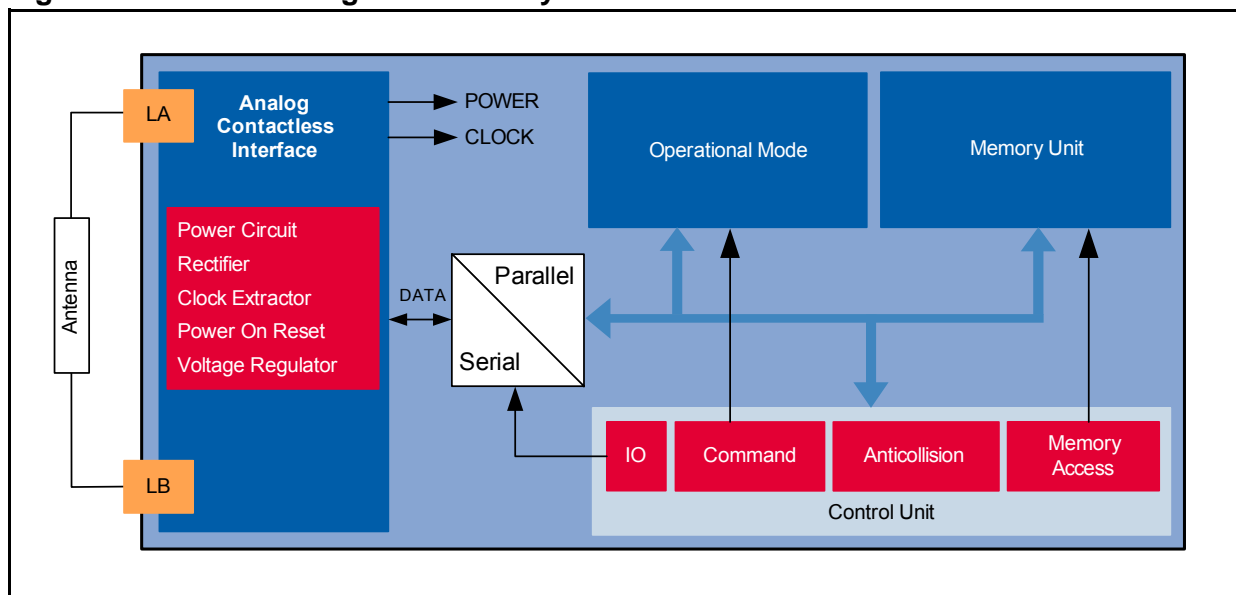 LA
Analog
Contactless
Interface
POWER
CLOCK
Operational Mode
Memory Unit
Power Circuit
Rectifier
Clock Extractor
Power On Reset
Voltage Regulator
Antenna
DATA
Parallel
Serial
LB
IO
Command
Anticollision
Memory
Access
Control Unit